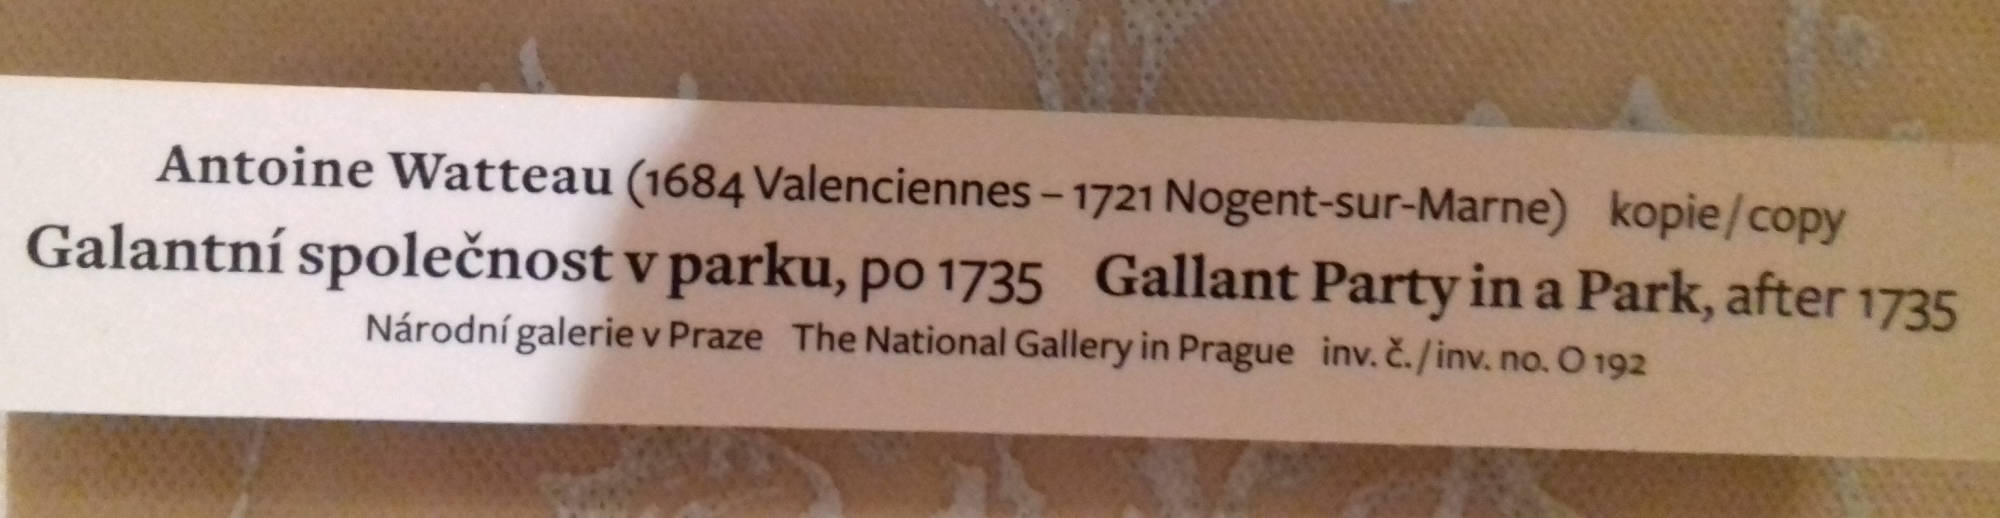 Antoine Watteau (1684 Valenciennes – 1721 Nogent-sur-Marne) kopie/copy
Galantní společnost v parku, po 1735 Gallant Party in a Park, after 1735
Národní galerie v Praze The National Gallery in Prague inv. č./inv. no. O 192